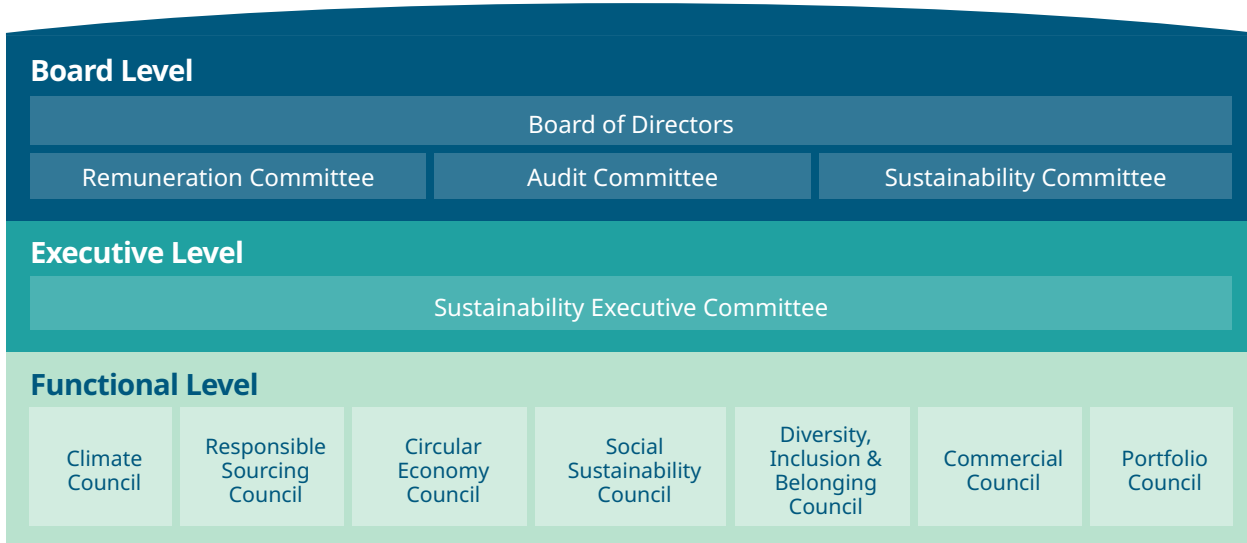 Board Level
Board of Directors
Remuneration Committee
Audit Committee
Sustainability Committee
Executive Level
Sustainability Executive Committee
Functional Level
Climate
Council
Responsible
Sourcing
Council
Circular
Economy
Council
Social
Sustainability
Council
Diversity,
Inclusion &
Belonging
Council
Commercial
Council
Portfolio
Council